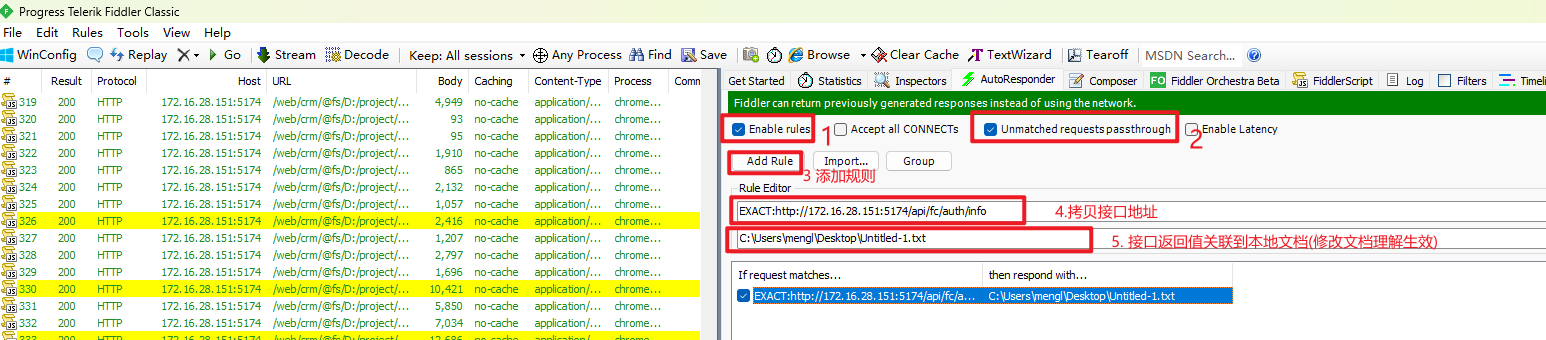 Progress Telerik Fiddler Classic
File Edit Rules Tools View Help
WinConfig Replay Go Stream Decode Keep: All sessions Any Process Find Save Browse Clear Cache TextWizard Tearoff MSDN Search...
# Result Protocol Host URL Body Caching Content-Type Process Comm
319 200 HTTP 172.16.28.151:5174 /web/crm/@fs/D:/project/... 4,949 no-cache application/... chrome...
320 200 HTTP 172.16.28.151:5174 /web/crm/@fs/D:/project/... 93 no-cache application/... chrome...
321 200 HTTP 172.16.28.151:5174 /web/crm/@fs/D:/project/... 95 no-cache application/... chrome...
322 200 HTTP 172.16.28.151:5174 /web/crm/@fs/D:/project/... 1,910 no-cache application/... chrome...
323 200 HTTP 172.16.28.151:5174 /web/crm/@fs/D:/project/... 865 no-cache application/... chrome...
324 200 HTTP 172.16.28.151:5174 /web/crm/@fs/D:/project/... 2,132 no-cache application/... chrome...
325 200 HTTP 172.16.28.151:5174 /web/crm/@fs/D:/project/... 1,057 no-cache application/... chrome...
326 200 HTTP 172.16.28.151:5174 /web/crm/@fs/D:/project/... 2,416 no-cache application/... chrome...
327 200 HTTP 172.16.28.151:5174 /web/crm/@fs/D:/project/... 1,207 no-cache application/... chrome...
328 200 HTTP 172.16.28.151:5174 /web/crm/@fs/D:/project/... 2,797 no-cache application/... chrome...
329 200 HTTP 172.16.28.151:5174 /web/crm/@fs/D:/project/... 1,696 no-cache application/... chrome...
330 200 HTTP 172.16.28.151:5174 /web/crm/@fs/D:/project/... 10,421 no-cache application/... chrome...
331 200 HTTP 172.16.28.151:5174 /web/crm/@fs/D:/project/... 5,850 no-cache application/... chrome...
332 200 HTTP 172.16.28.151:5174 /web/crm/@fs/D:/project/... 7,034 no-cache application/... chrome...
333 200 HTTP 172.16.28.151:5174 /web/crm/@fs/D:/project/... 12,686 no-cache application/... chrome...
Get Started Statistics Inspectors AutoResponder Composer FO Fiddler Orchestra Beta FiddlerScript Log Filters Timeli
Fiddler can return previously generated responses instead of using the network.
Enable rules 1 Accept all CONNECTs Unmatched requests passthrough 2 Enable Latency
Add Rule Import... Group
3 添加规则
Rule Editor
EXACT:http://172.16.28.151:5174/api/fc/auth/info 4.拷贝接口地址
C:\Users\mengl\Desktop\Untitled-1.txt 5. 接口返回值关联到本地文档(修改文档理解生效)
If request matches... then respond with...
EXACT:http://172.16.28.151:5174/api/fc/a... C:\Users\mengl\Desktop\Untitled-1.txt